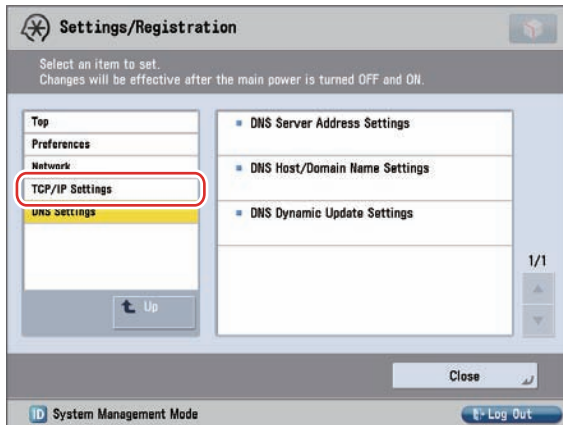 Settings/Registration
Select an item to set.
Changes will be effective after the main power is turned OFF and ON.
Top
Preferences
Network
TCP/IP Settings
DNS Settings
Up
DNS Server Address Settings
DNS Host/Domain Name Settings
DNS Dynamic Update Settings
1/1
Close
ID System Management Mode
Log Out